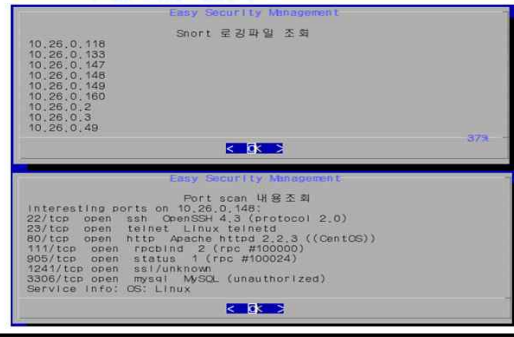 Easy Security Management
Snort 로깅파일 조회
10.26.0.118
10.26.0.133
10.26.0.147
10.26.0.148
10.26.0.149
10.26.0.160
10.26.0.2
10.26.0.3
10.26.0.49
37%
< OK >
Easy Security Management
Port scan 내용조회
Interesting ports on 10.26.0.148:
22/tcp open ssh OpenSSH 4.3 (protocol 2.0)
23/tcp open telnet Linux telnetd
80/tcp open http Apache httpd 2.2.3 ((CentOS))
111/tcp open rpcbind 2 (rpc #100000)
905/tcp open status 1 (rpc #100024)
1241/tcp open ssl/unknown
3306/tcp open mysql MySQL (unauthorized)
Service Info: OS: Linux
< OK >